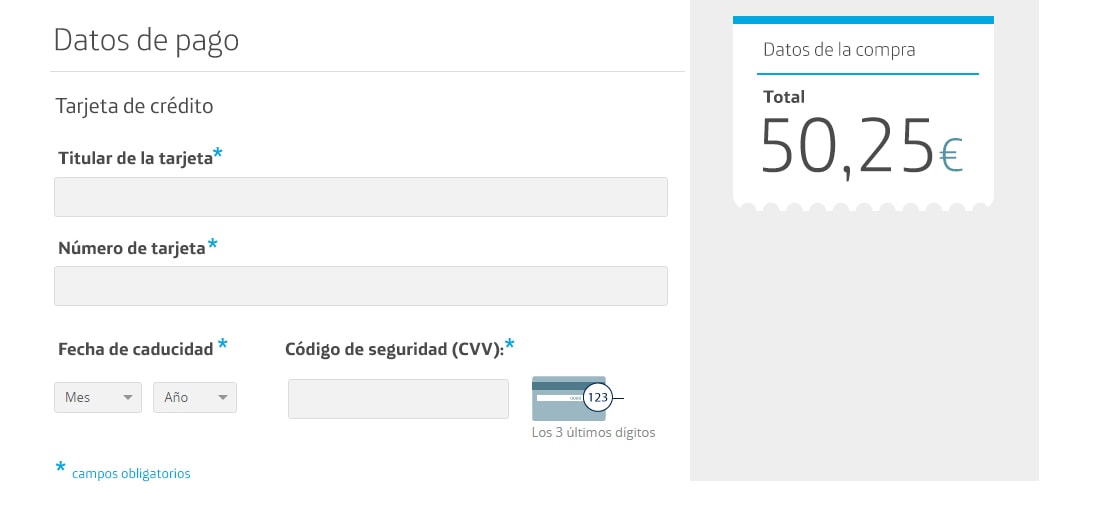 Datos de pago
Tarjeta de crédito
Titular de la tarjeta*
Número de tarjeta*
Fecha de caducidad *
Mes
Año
Código de seguridad (CVV):*
123
Los 3 últimos dígitos
* campos obligatorios
Datos de la compra
Total
50,25€